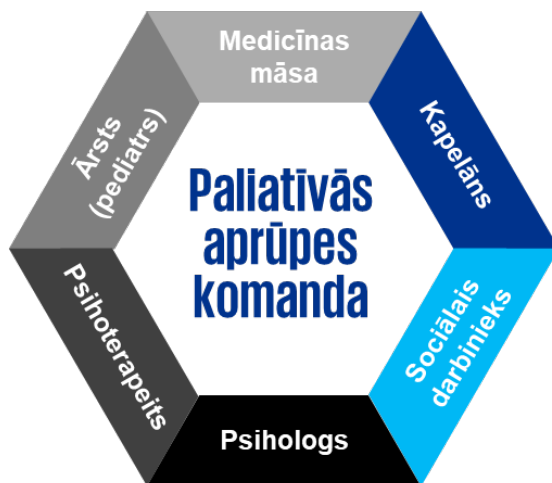 Medicīnas
māsa
Kapelāns
Sociālais
darbinieks
Psihologs
Psihoterapeits
Ārsts
(pediatrs)
Paliatīvās
aprūpes
komanda